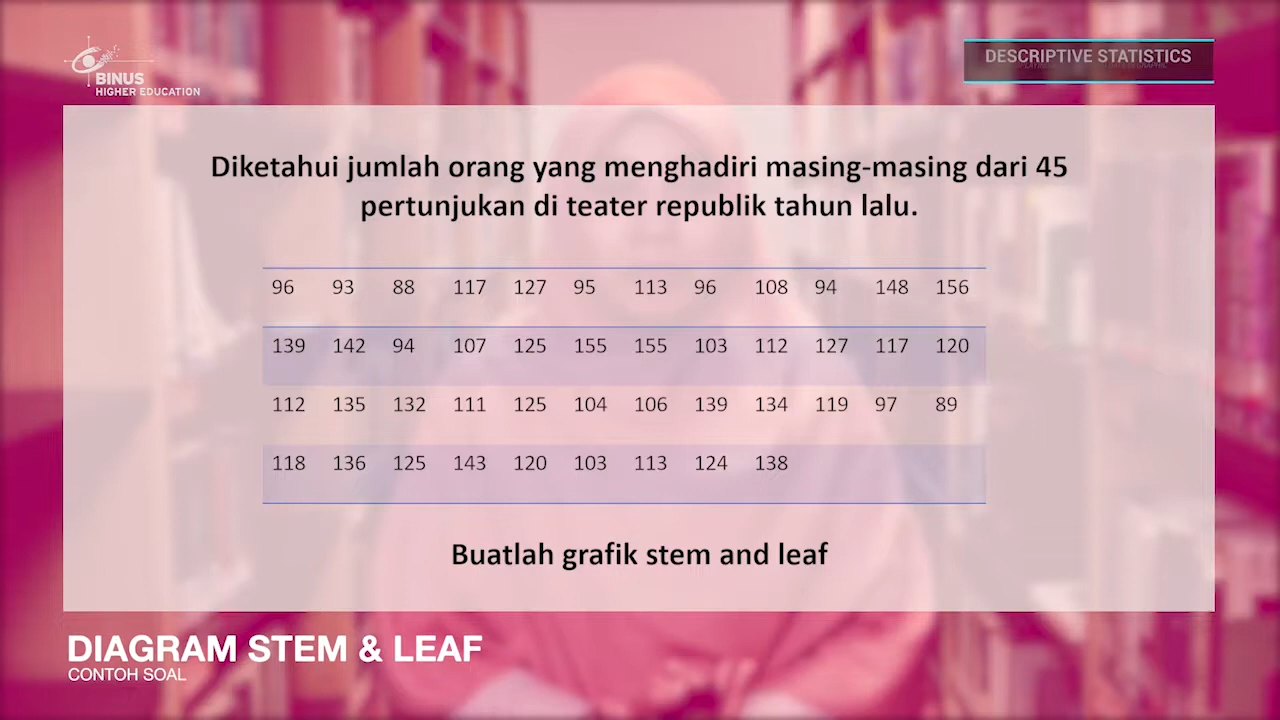 BINUS
HIGHER EDUCATION
DESCRIPTIVE STATISTICS
Diketahui jumlah orang yang menghadiri masing-masing dari 45
pertunjukan di teater republik tahun lalu.
96 93 88 117 127 95 113 96 108 94 148 156
139 142 94 107 125 155 155 103 112 127 117 120
112 135 132 111 125 104 106 139 134 119 97 89
118 136 125 143 120 103 113 124 138
Buatlah grafik stem and leaf
DIAGRAM STEM & LEAF
CONTOH SOAL